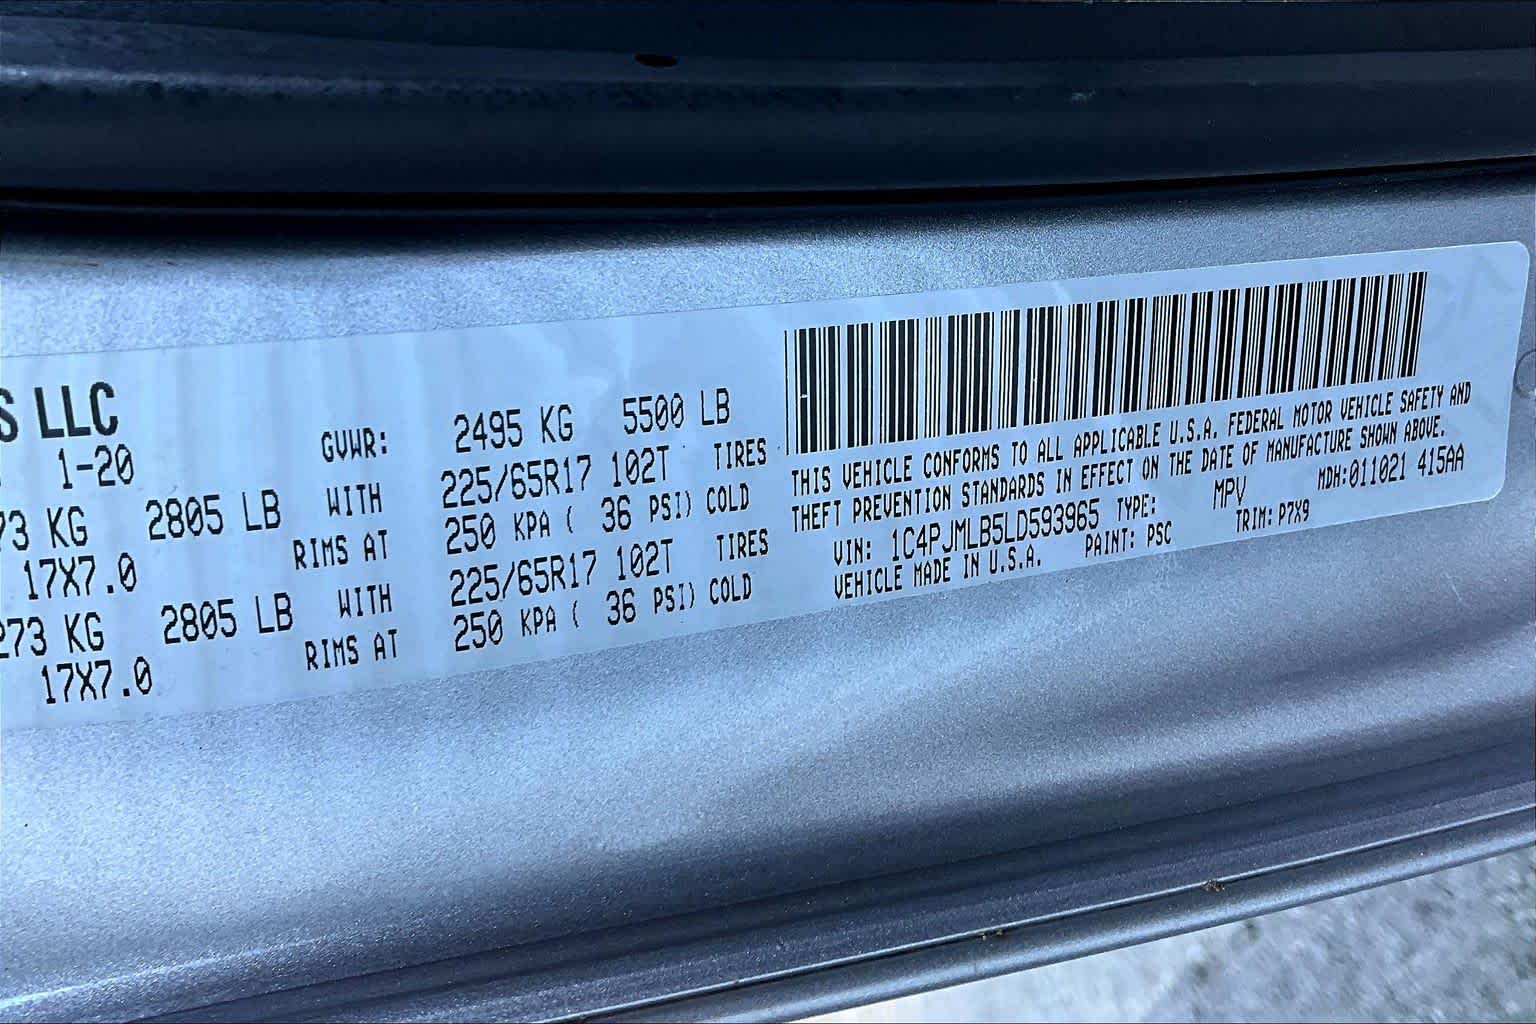 S LLC
1-20
GVWR: 2495 KG 5500 LB
73 KG 2805 LB WITH 225/65R17 102T TIRES
17X7.0 RIMS AT 250 KPA ( 36 PSI) COLD
273 KG 2805 LB WITH 225/65R17 102T TIRES
17X7.0 RIMS AT 250 KPA ( 36 PSI) COLD
THIS VEHICLE CONFORMS TO ALL APPLICABLE U.S.A. FEDERAL MOTOR VEHICLE SAFETY AND
THEFT PREVENTION STANDARDS IN EFFECT ON THE DATE OF MANUFACTURE SHOWN ABOVE.
VIN: 1C4PJMLB5LD593965 TYPE: MPV MDH:011021 415AA
VEHICLE MADE IN U.S.A. PAINT: PSC TRIM: P7X9